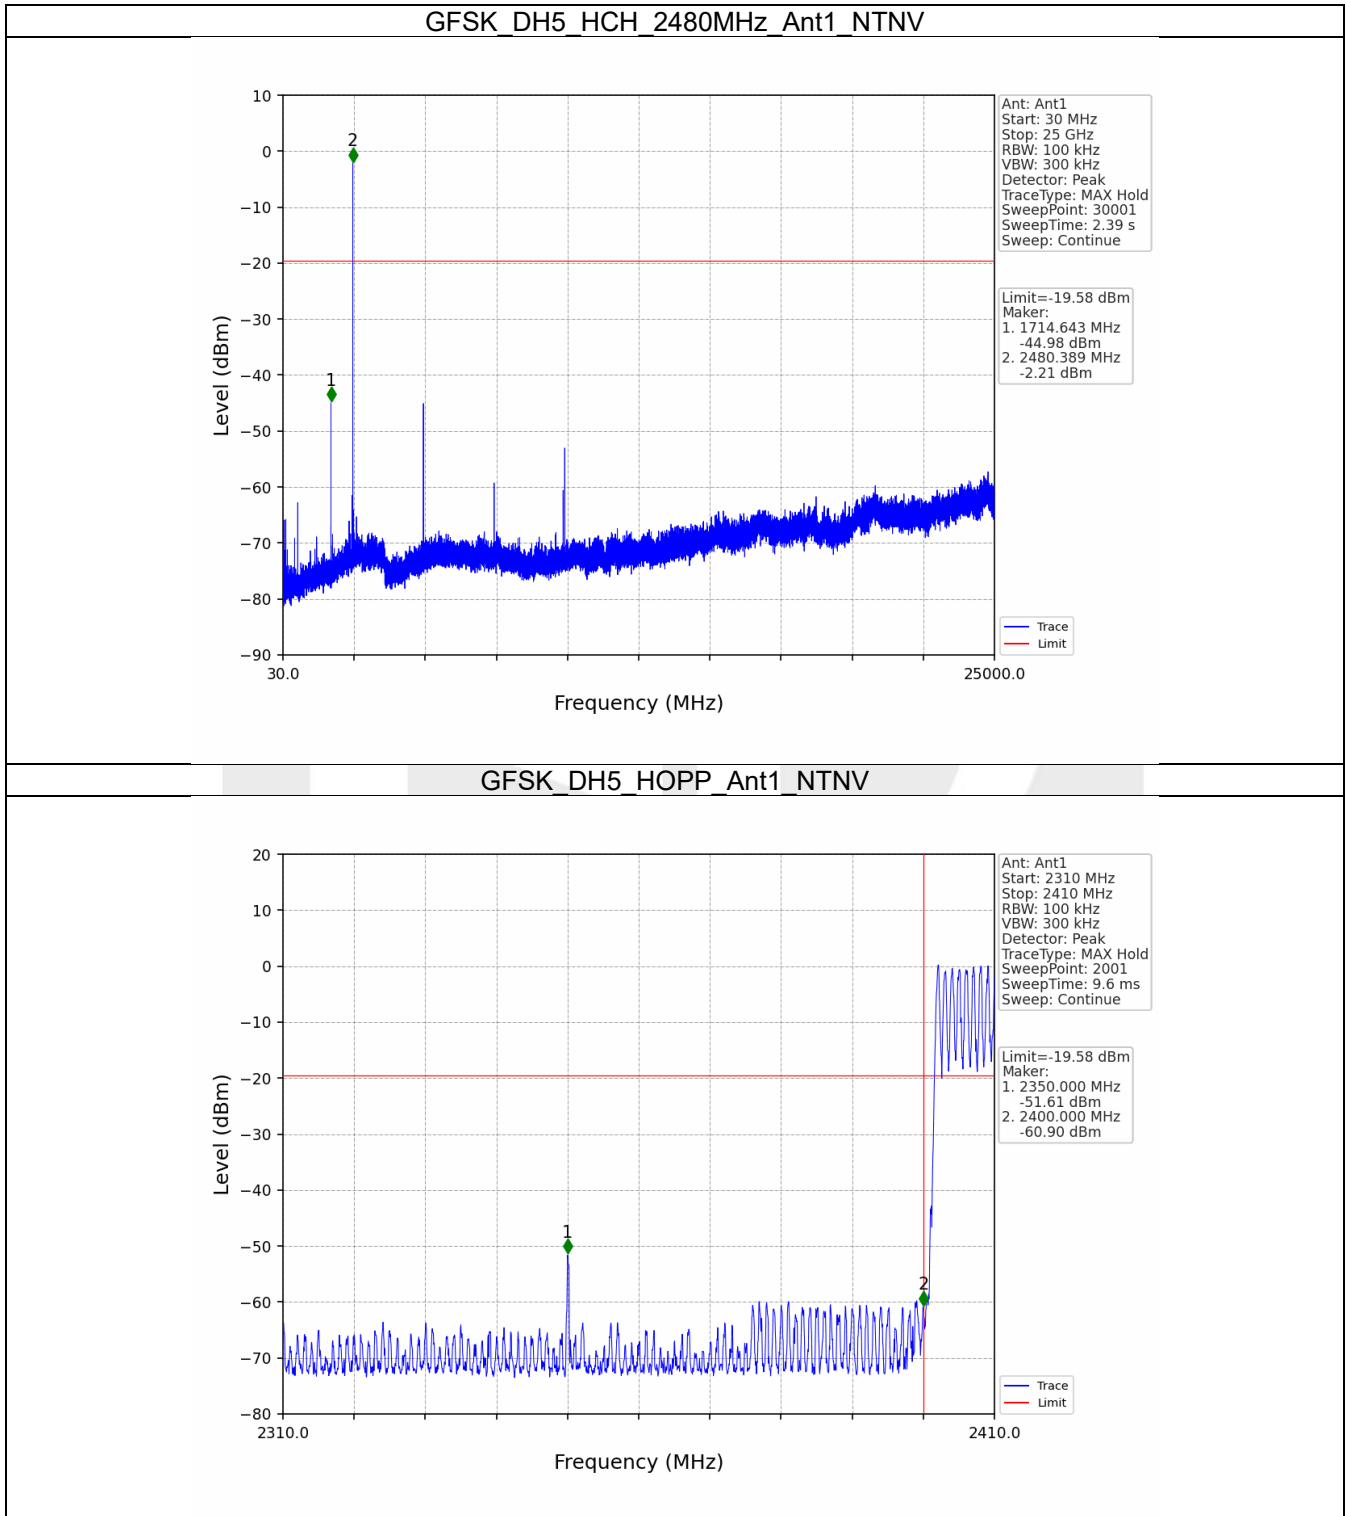 GFSK_DH5_HCH_2480MHz_Ant1_NTNV
10
0
−10
−20
−30
−40
−50
−60
−70
−80
−90
Level (dBm)
1
2
30.0
25000.0
Frequency (MHz)
Ant: Ant1
Start: 30 MHz
Stop: 25 GHz
RBW: 100 kHz
VBW: 300 kHz
Detector: Peak
TraceType: MAX Hold
SweepPoint: 30001
SweepTime: 2.39 s
Sweep: Continue
Limit=-19.58 dBm
Maker:
1. 1714.643 MHz
-44.98 dBm
2. 2480.389 MHz
-2.21 dBm
Trace
Limit
GFSK_DH5_HOPP_Ant1_NTNV
20
10
0
−10
−20
−30
−40
−50
−60
−70
−80
Level (dBm)
1
2
2310.0
2410.0
Frequency (MHz)
Ant: Ant1
Start: 2310 MHz
Stop: 2410 MHz
RBW: 100 kHz
VBW: 300 kHz
Detector: Peak
TraceType: MAX Hold
SweepPoint: 2001
SweepTime: 9.6 ms
Sweep: Continue
Limit=-19.58 dBm
Maker:
1. 2350.000 MHz
-51.61 dBm
2. 2400.000 MHz
-60.90 dBm
Trace
Limit